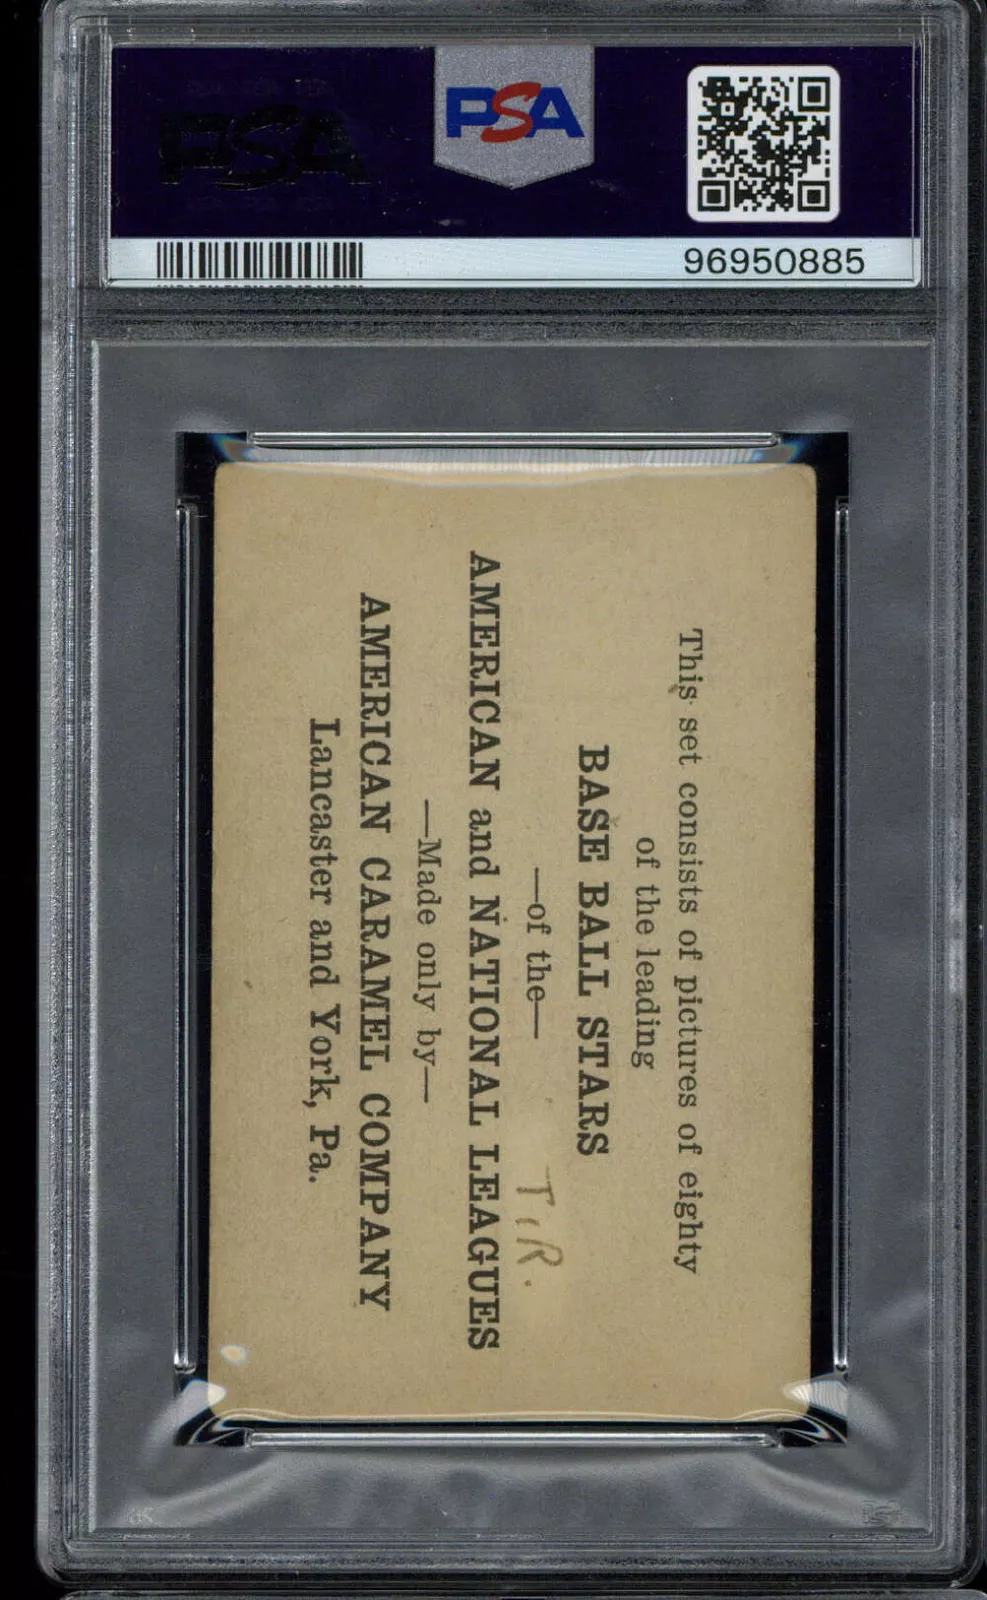 PSA
PSA
96950885
This set consists of pictures of eighty
of the leading
BASE BALL STARS
—of the—
T.R.
AMERICAN and NATIONAL LEAGUES
—Made only by—
AMERICAN CARAMEL COMPANY
Lancaster and York, Pa.